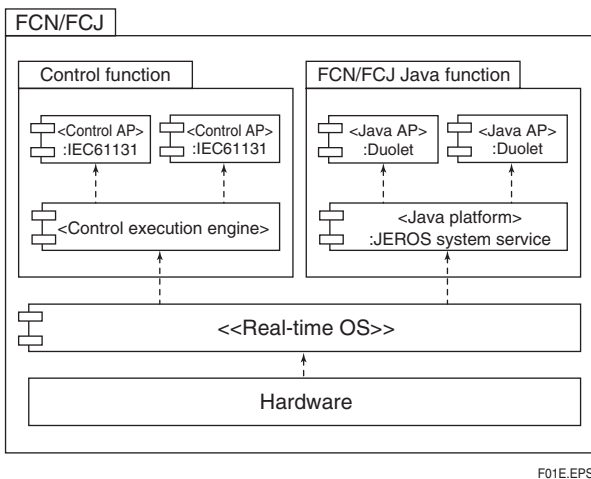 FCN/FCJ
Control function
<Control AP>
:IEC61131
<Control AP>
:IEC61131
<Control execution engine>
FCN/FCJ Java function
<Java AP>
:Duolet
<Java AP>
:Duolet
<Java platform>
:JEROS system service
<<Real-time OS>>
Hardware
F01E.EPS